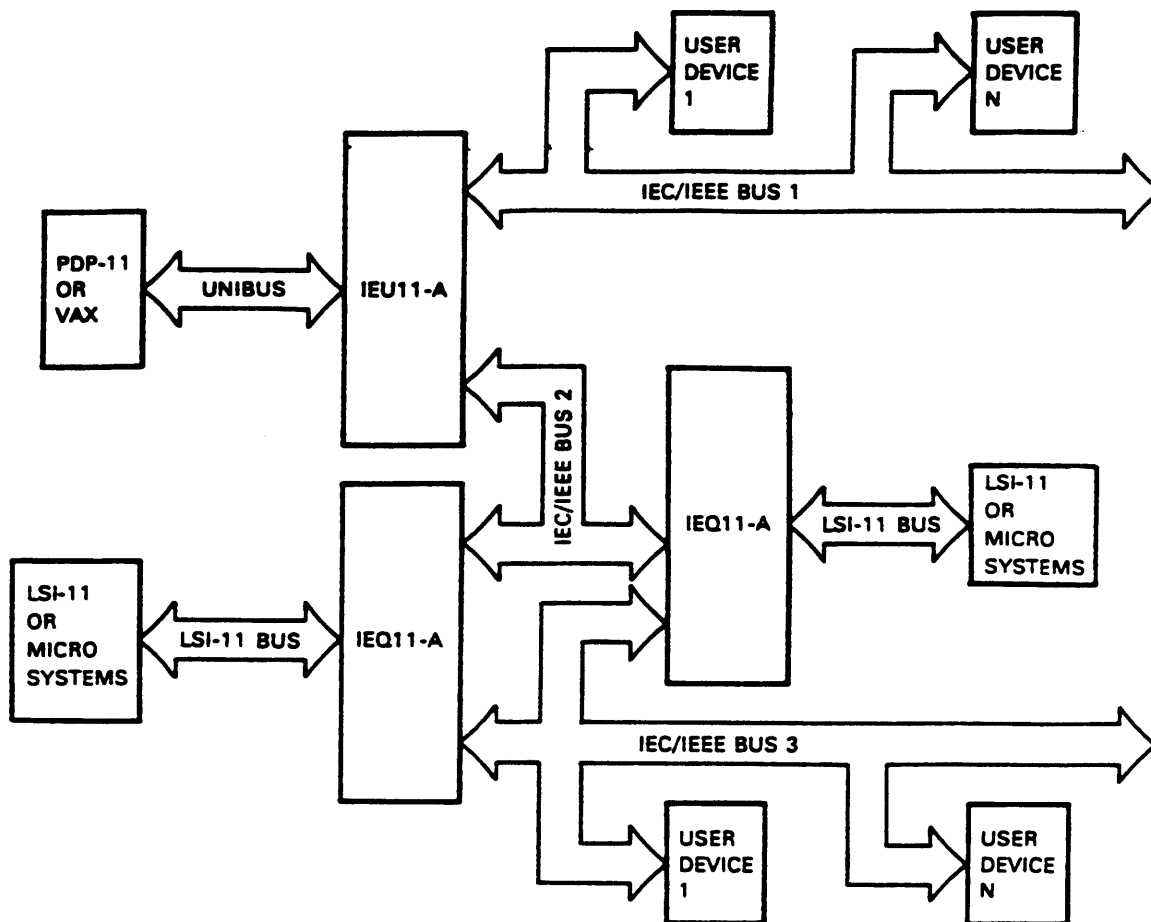 USER
DEVICE
1
USER
DEVICE
N
IEC/IEEE BUS 1
PDP-11
OR
VAX
UNIBUS
IEU11-A
IEC/IEEE BUS 2
IEQ11-A
LSI-11 BUS
LSI-11
OR
MICRO
SYSTEMS
LSI-11
OR
MICRO
SYSTEMS
LSI-11 BUS
IEQ11-A
IEC/IEEE BUS 3
USER
DEVICE
1
USER
DEVICE
N